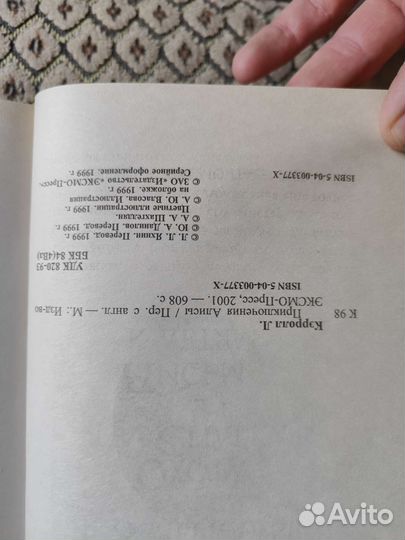 УДК 820-93
ББК 84(4Ва)
Кэрролл Л.
К 98
Приключения Алисы / Пер. с англ. — М.: Изд-во
ЭКСМО-Пресс, 2001. — 608 с.
ISBN 5-04-003377-X
© Л. Л. Яхнин. Перевод. 1999 г.
© Ю. А. Данилов. Перевод. 1999 г.
© А. А. Шахгелдян.
Цветные иллюстрации. 1999 г.
© А. Ю. Власова. Иллюстрация
на обложке. 1999 г.
© ЗАО «Издательство «ЭКСМО-Пресс».
Серийное оформление. 1999 г.
ISBN 5-04-003377-X
Avito